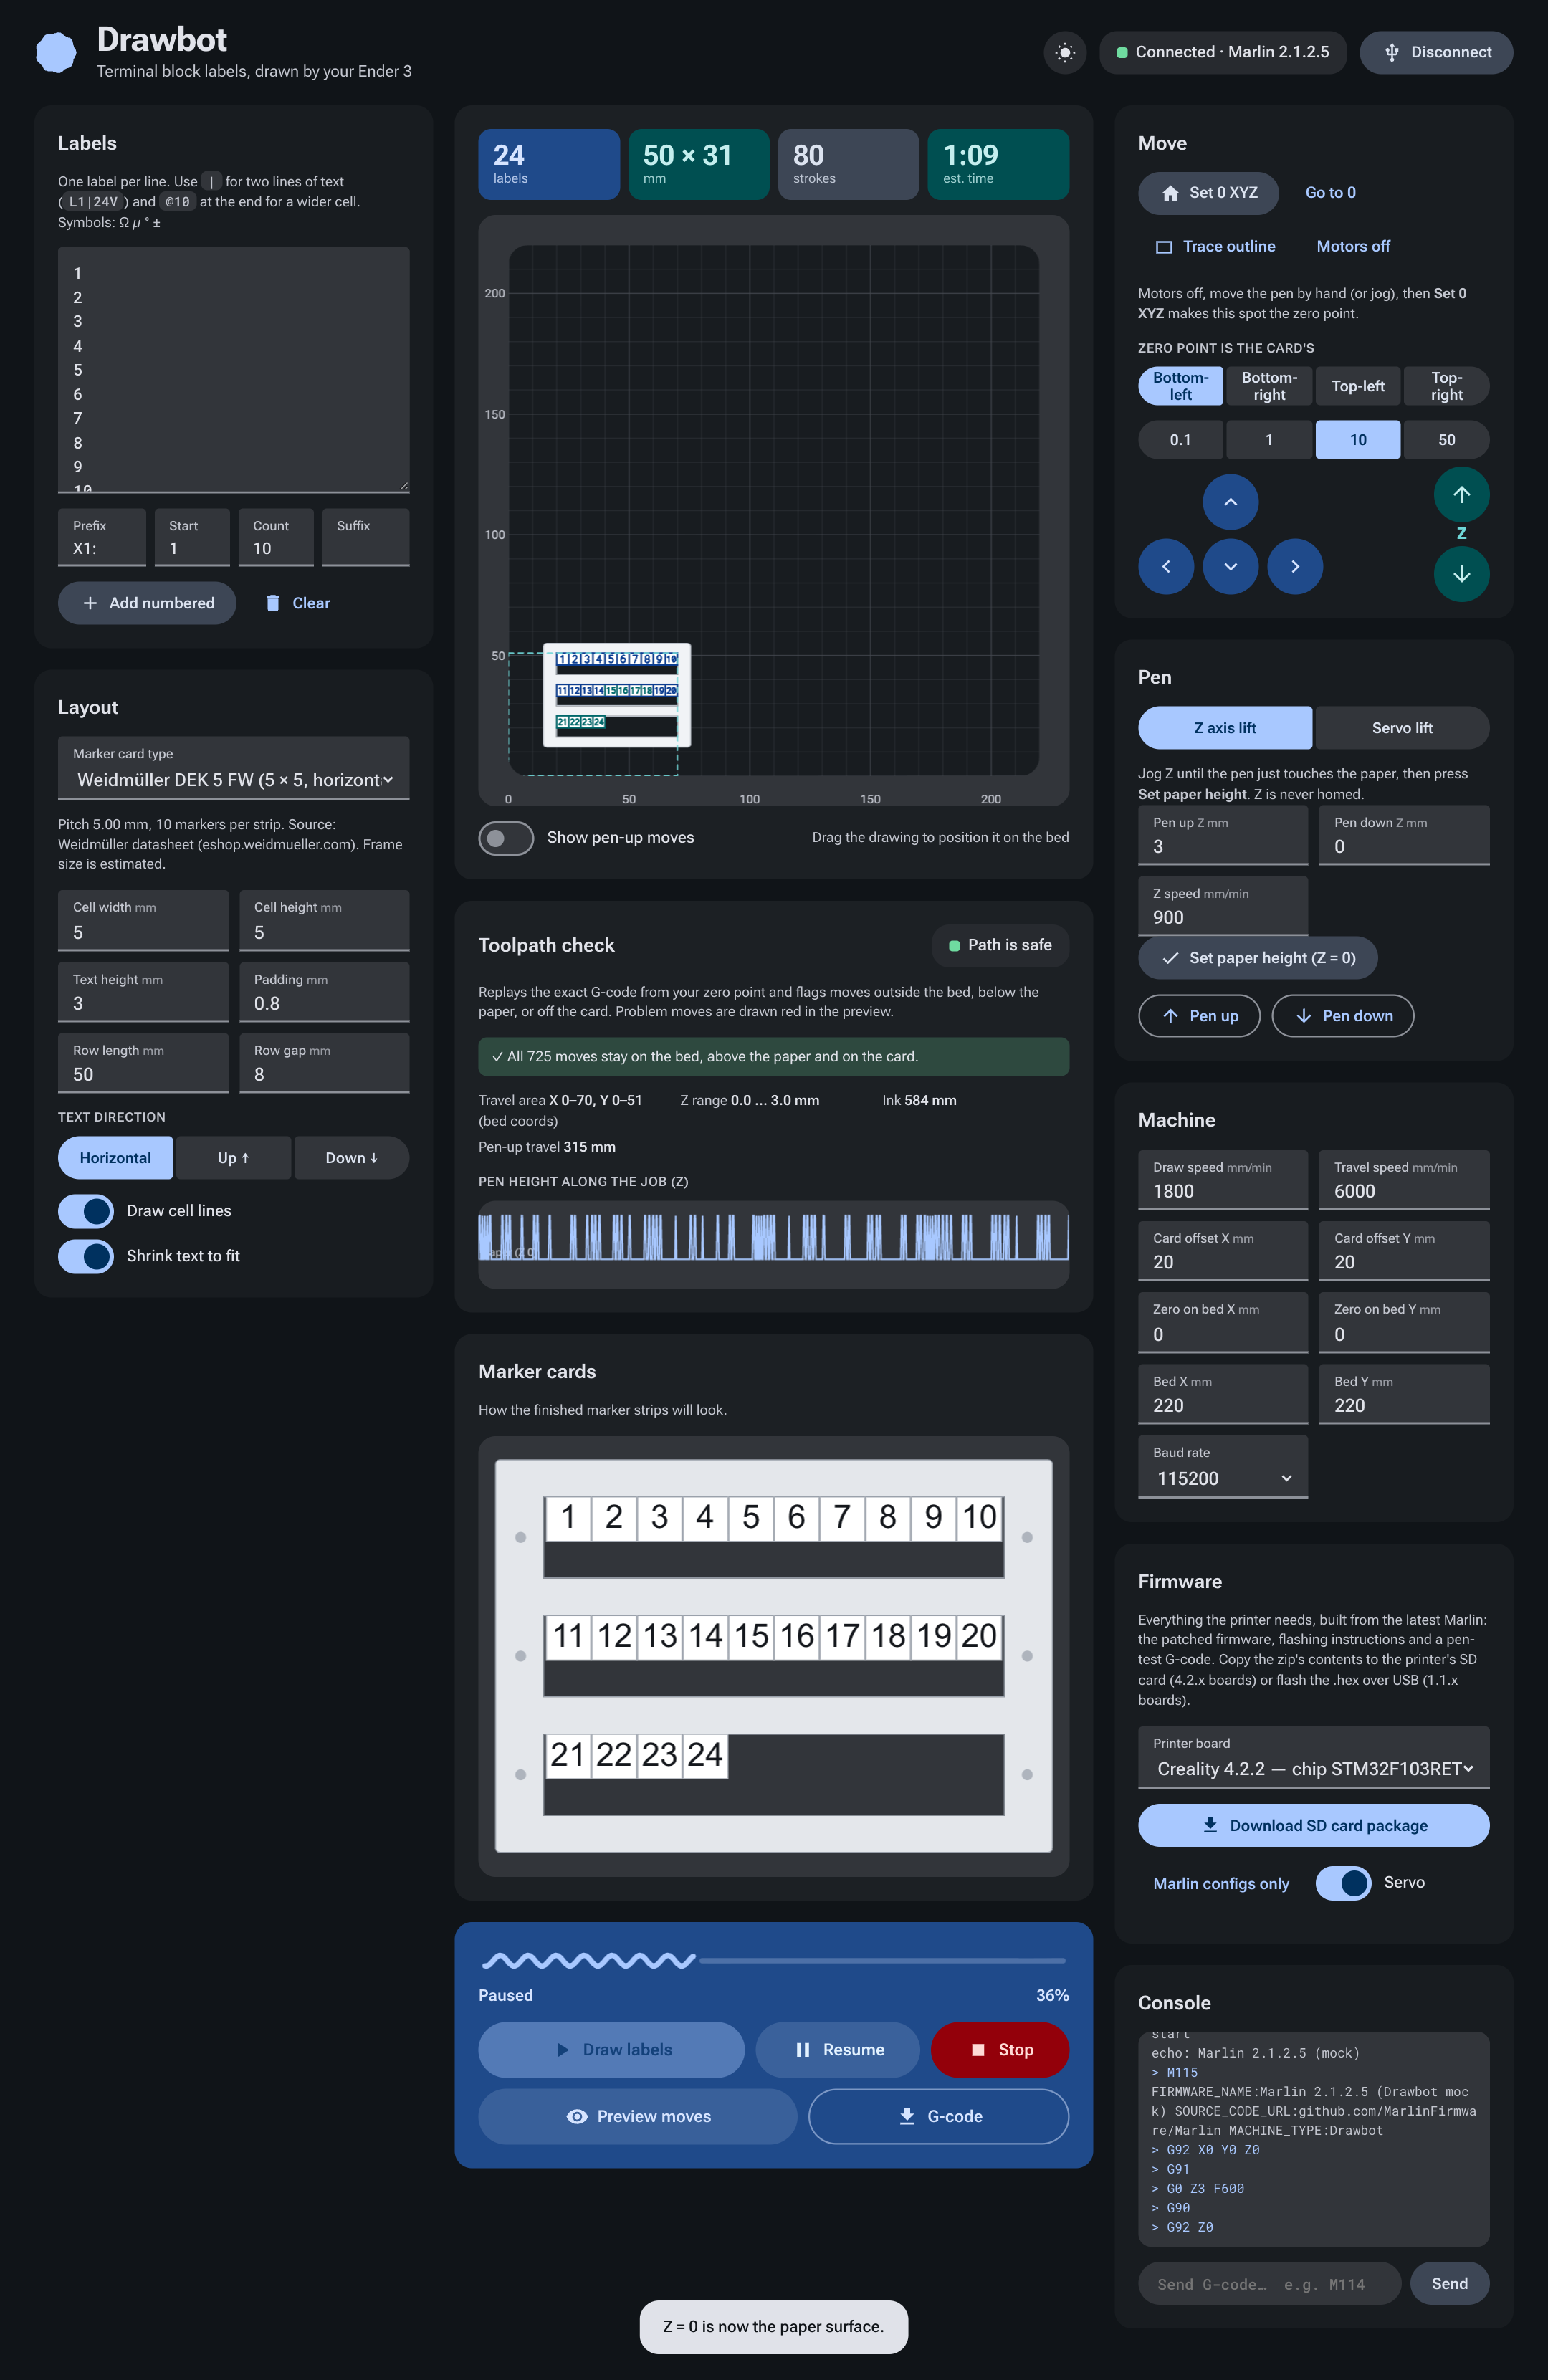 Drawbot
Terminal block labels, drawn by your Ender 3
Connected · Marlin 2.1.2.5
Disconnect
Labels
One label per line. Use | for two lines of text
(L1|24V) and @10 at the end for a wider cell.
Symbols: Ω µ ° ±
1
2
3
4
5
6
7
8
9
10
Prefix
X1:
Start
1
Count
10
Suffix
Add numbered
Clear
Layout
Marker card type
Weidmüller DEK 5 FW (5 × 5, horizont
Pitch 5.00 mm, 10 markers per strip. Source:
Weidmüller datasheet (eshop.weidmueller.com). Frame
size is estimated.
Cell width mm
5
Cell height mm
5
Text height mm
3
Padding mm
0.8
Row length mm
50
Row gap mm
8
TEXT DIRECTION
Horizontal
Up ↑
Down ↓
Draw cell lines
Shrink text to fit
24
labels
50 × 31
mm
80
strokes
1:09
est. time
200
150
100
50
0 50 100 150 200
1 2 3 4 5 6 7 8 9 10
11 12 13 14 15 16 17 18 19 20
21 22 23 24
Show pen-up moves
Drag the drawing to position it on the bed
Toolpath check
Path is safe
Replays the exact G-code from your zero point and flags moves outside the bed, below the
paper, or off the card. Problem moves are drawn red in the preview.
✓ All 725 moves stay on the bed, above the paper and on the card.
Travel area X 0–70, Y 0–51
(bed coords)
Z range 0.0 … 3.0 mm
Ink 584 mm
Pen-up travel 315 mm
PEN HEIGHT ALONG THE JOB (Z)
Marker cards
How the finished marker strips will look.
1 2 3 4 5 6 7 8 9 10
11 12 13 14 15 16 17 18 19 20
21 22 23 24
Paused
36%
Draw labels
Resume
Stop
Preview moves
G-code
Move
Set 0 XYZ
Go to 0
Trace outline
Motors off
Motors off, move the pen by hand (or jog), then Set 0
XYZ makes this spot the zero point.
ZERO POINT IS THE CARD'S
Bottom-
left
Bottom-
right
Top-left
Top-
right
0.1
1
10
50
Z
Pen
Z axis lift
Servo lift
Jog Z until the pen just touches the paper, then press
Set paper height. Z is never homed.
Pen up Z mm
3
Pen down Z mm
0
Z speed mm/min
900
Set paper height (Z = 0)
Pen up
Pen down
Machine
Draw speed mm/min
1800
Travel speed mm/min
6000
Card offset X mm
20
Card offset Y mm
20
Zero on bed X mm
0
Zero on bed Y mm
0
Bed X mm
220
Bed Y mm
220
Baud rate
115200
Firmware
Everything the printer needs, built from the latest Marlin:
the patched firmware, flashing instructions and a pen-
test G-code. Copy the zip's contents to the printer's SD
card (4.2.x boards) or flash the .hex over USB (1.1.x
boards).
Printer board
Creality 4.2.2 — chip STM32F103RET
Download SD card package
Marlin configs only
Servo
Console
start
echo: Marlin 2.1.2.5 (mock)
> M115
FIRMWARE_NAME:Marlin 2.1.2.5 (Drawbot moc
k) SOURCE_CODE_URL:github.com/MarlinFirmwa
re/Marlin MACHINE_TYPE:Drawbot
> G92 X0 Y0 Z0
> G91
> G0 Z3 F600
> G90
> G92 Z0
Send G-code… e.g. M114
Send
Z = 0 is now the paper surface.